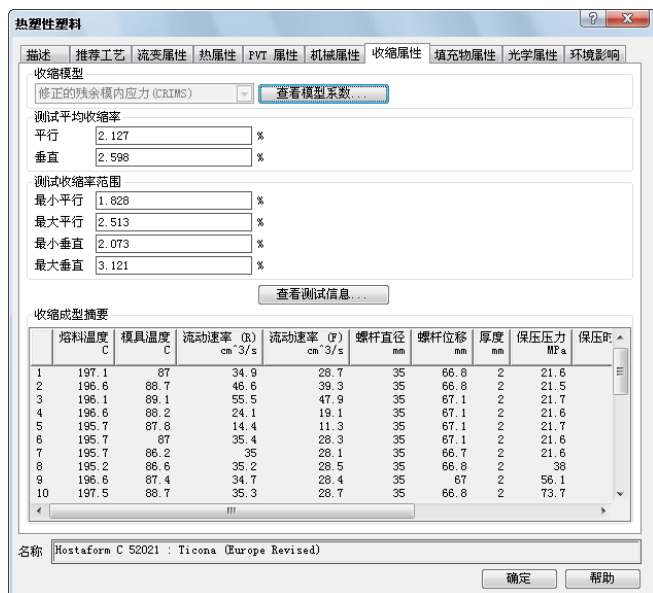 热塑性塑料
描述 推荐工艺 流变属性 热属性 PVT 属性 机械属性 收缩属性 填充物属性 光学属性 环境影响
收缩模型
修正的残余模内应力(CRIMS) 查看模型系数...
测试平均收缩率
平行 2.127 %
垂直 2.598 %
测试收缩率范围
最小平行 1.828 %
最大平行 2.513 %
最小垂直 2.073 %
最大垂直 3.121 %
查看测试信息...
收缩成型摘要
熔料温度 模具温度 流动速率 (R) 流动速率 (F) 螺杆直径 螺杆位移 厚度 保压压力 保压时
C C cm^3/s cm^3/s mm mm mm MPa
1 197.1 87 34.9 28.7 35 66.8 2 21.6
2 196.6 88.7 46.6 39.3 35 66.8 2 21.5
3 196.1 89.1 55.5 47.9 35 67.1 2 21.7
4 196.6 88.2 24.1 19.1 35 67.1 2 21.6
5 195.7 87.8 14.4 11.3 35 67.1 2 21.7
6 195.7 87 35.4 28.3 35 67.1 2 21.6
7 195.7 86.2 35 28.1 35 66.7 2 21.6
8 195.2 86.6 35.2 28.5 35 66.8 2 38
9 196.6 87.4 34.7 28.4 35 67 2 56.1
10 197.5 88.7 35.3 28.7 35 66.8 2 73.7
名称 Hostaform C 52021 : Ticona (Europe Revised)
确定 帮助